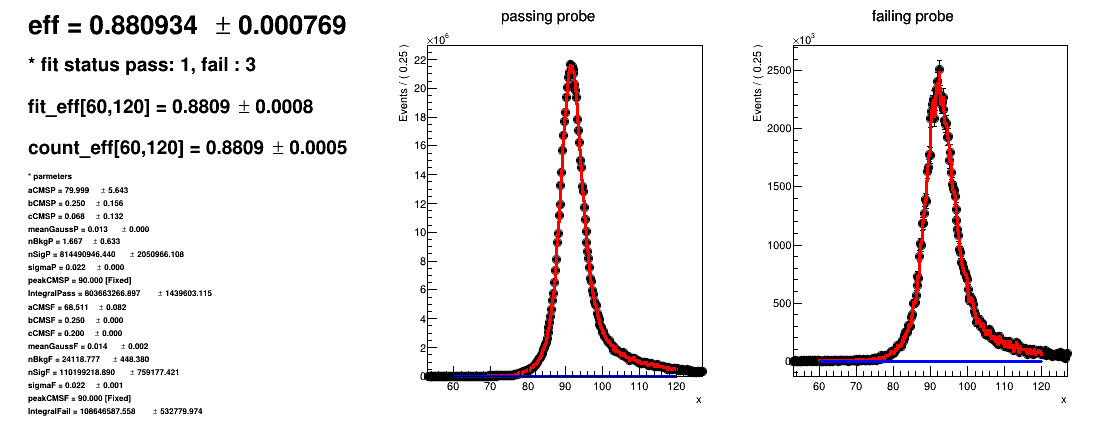 eff = 0.880934 ± 0.000769
* fit status pass: 1, fail : 3
fit_eff[60,120] = 0.8809 ± 0.0008
count_eff[60,120] = 0.8809 ± 0.0005
* parmeters
aCMSP = 79.999 ± 5.643
bCMSP = 0.250 ± 0.156
cCMSP = 0.068 ± 0.132
meanGaussP = 0.013 ± 0.000
nBkgP = 1.667 ± 0.633
nSigP = 814490946.440 ± 2050966.108
sigmaP = 0.022 ± 0.000
peakCMSP = 90.000 [Fixed]
IntegralPass = 803663266.897 ± 1439603.115
aCMSF = 68.511 ± 0.082
bCMSF = 0.250 ± 0.000
cCMSF = 0.200 ± 0.000
meanGaussF = 0.014 ± 0.002
nBkgF = 24118.777 ± 448.380
nSigF = 110199218.890 ± 759177.421
sigmaF = 0.022 ± 0.001
peakCMSF = 90.000 [Fixed]
IntegralFail = 108646587.558 ± 532779.974
passing probe
×10⁶
Events / ( 0.25 )
22
20
18
16
14
12
10
8
6
4
2
0
60 70 80 90 100 110 120
x
failing probe
×10³
Events / ( 0.25 )
2500
2000
1500
1000
500
0
60 70 80 90 100 110 120
x